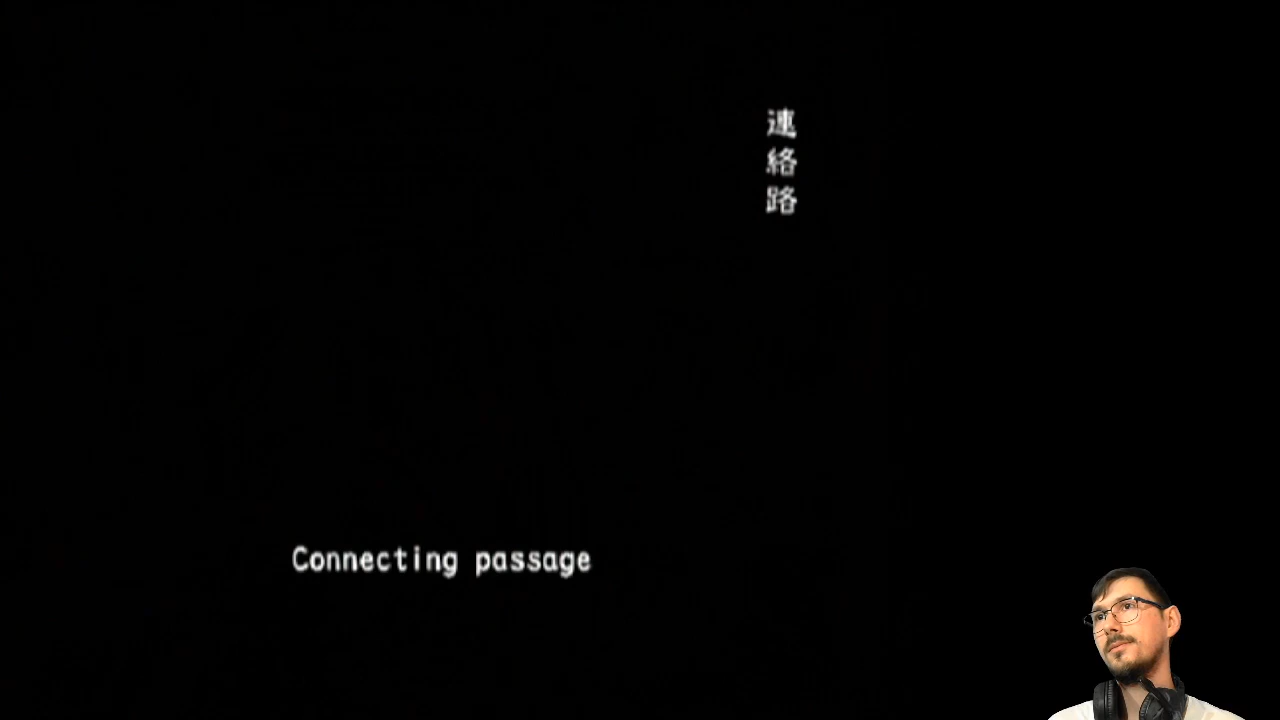 連絡路
Connecting passage